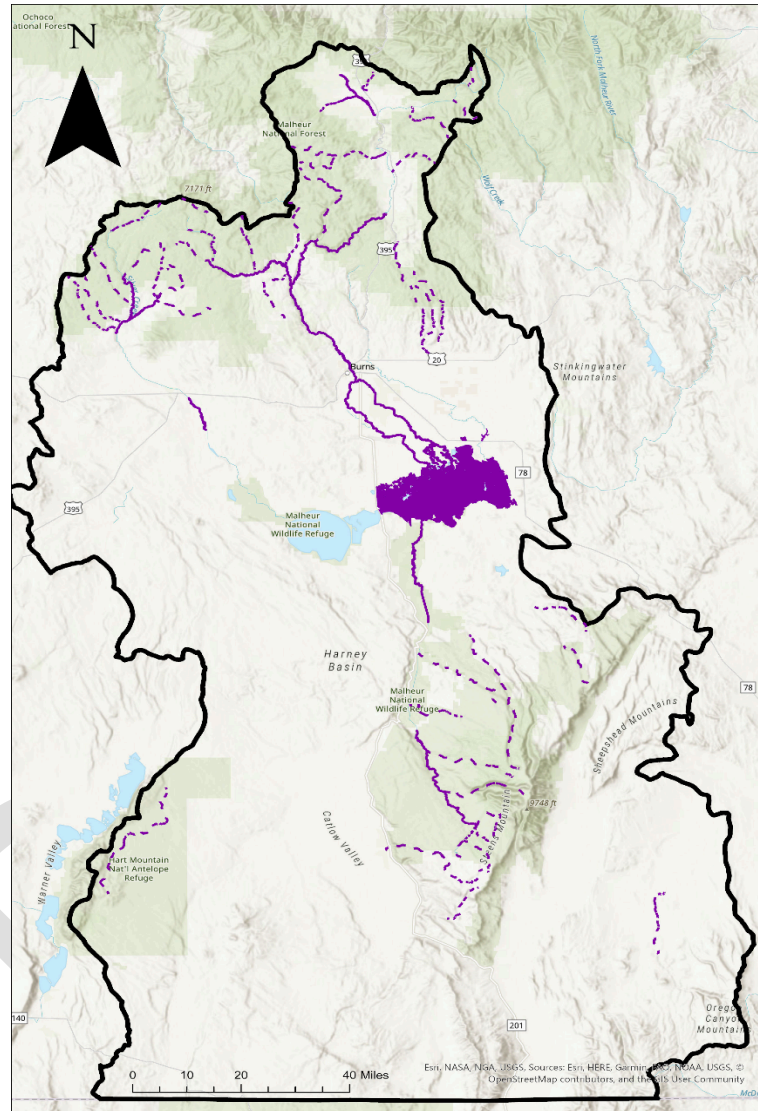 Ochoco
National Forest
N
395
North Fork Malheur River
Malheur
National Forest
Wolf Creek
7171 ft
395
20
Burns
Stinkingwater
Mountains
78
395
Malheur
National
Wildlife Refuge
Harney
Basin
78
Malheur
National
Wildlife Refuge
Sheepshead Mountains
9748 ft
Steens Mountain
Catlow Valley
Warner Valley
Hart Mountain
Nat'l Antelope
Refuge
Oregon
Canyon
Mountains
140
201
0 10 20 40 Miles
Esri, NASA, NGA, USGS, Sources: Esri, HERE, Garmin, FAO, NOAA, USGS, ©
OpenStreetMap contributors, and the GIS User Community